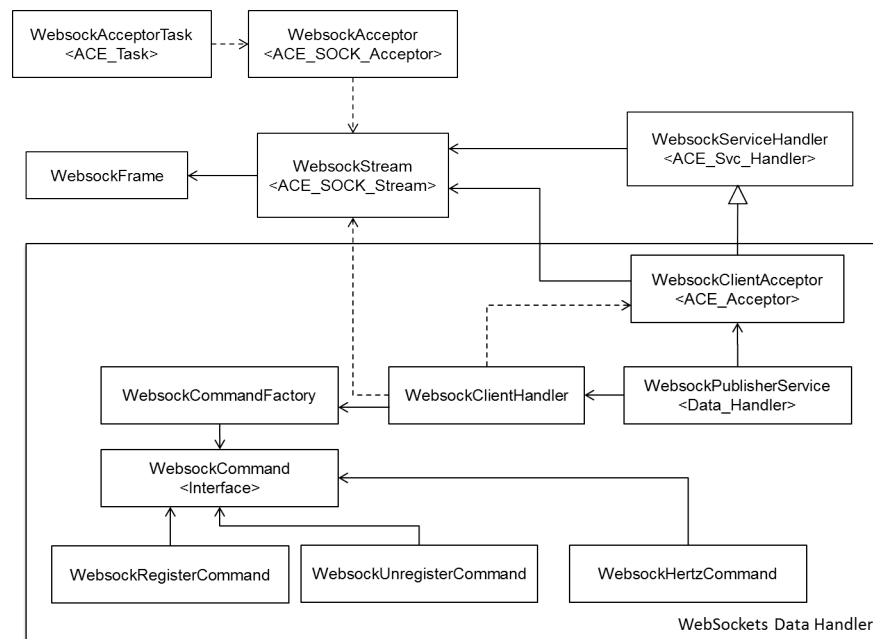 WebsockAcceptorTask
<ACE_Task>
WebsockAcceptor
<ACE_SOCK_Acceptor>
WebsockStream
<ACE_SOCK_Stream>
WebsockServiceHandler
<ACE_Svc_Handler>
WebsockFrame
WebsockClientAcceptor
<ACE_Acceptor>
WebsockCommandFactory
WebsockClientHandler
WebsockPublisherService
<Data_Handler>
WebsockCommand
<Interface>
WebsockRegisterCommand
WebsockUnregisterCommand
WebsockHertzCommand
WebSockets Data Handler